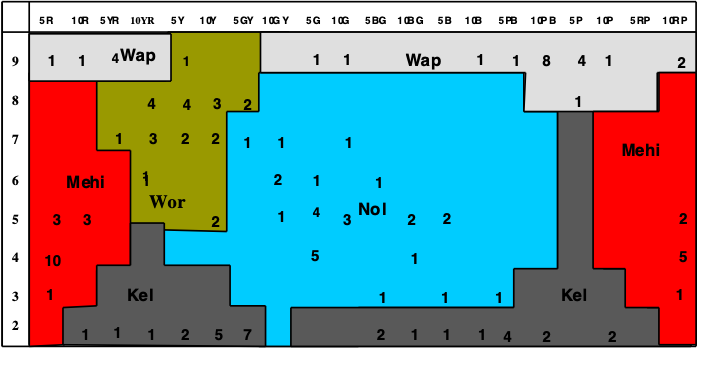 5R 10R 5YR 10YR 5Y 10Y 5GY 10GY 5G 10G 5BG 10BG 5B 10B 5PB 10PB 5P 10P 5RP 10RP
9 1 1 4 Wap 1 1 1 Wap 1 1 8 4 1 2
8 4 4 3 2 1
7 1 3 2 2 1 1 1 Mehi
6 Mehi 1 1 2 1 1
Wor Nol
5 3 3 2 1 4 3 2 2 2
4 10 5 1 5
3 1 Kel 1 1 1 Kel 1
2 1 1 1 2 5 7 2 1 1 1 4 2 2